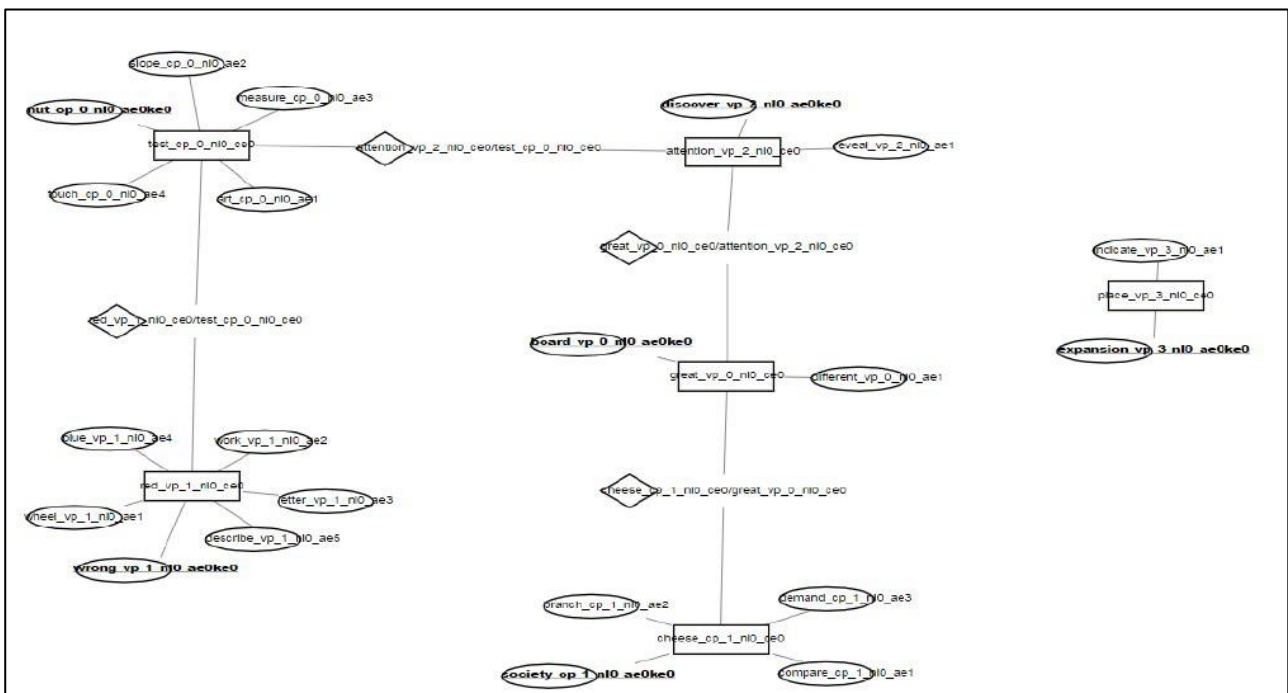 slope_cp_0_nl0_ae2
nut_cp_0_nl0_ae0ke0
measure_cp_0_nl0_ae3
discover_vp_2_nl0_ae0ke0
test_cp_0_nl0_ce0
attention_vp_2_nl0_ce0/test_cp_0_nl0_ce0
attention_vp_2_nl0_ce0
reveal_vp_2_nl0_ae1
touch_cp_0_nl0_ae4
art_cp_0_nl0_ae1
great_vp_0_nl0_ce0/attention_vp_2_nl0_ce0
indicate_vp_3_nl0_ae1
place_vp_3_nl0_ce0
red_vp_1_nl0_ce0/test_cp_0_nl0_ce0
board_vp_0_nl0_ae0ke0
expansion_vp_3_nl0_ae0ke0
great_vp_0_nl0_ce0
different_vp_0_nl0_ae1
blue_vp_1_nl0_ae4
work_vp_1_nl0_ae2
red_vp_1_nl0_ce0
cheese_cp_1_nl0_ce0/great_vp_0_nl0_ce0
letter_vp_1_nl0_ae3
wheel_vp_1_nl0_ae1
describe_vp_1_nl0_ae5
wrong_vp_1_nl0_ae0ke0
branch_cp_1_nl0_ae2
demand_cp_1_nl0_ae3
cheese_cp_1_nl0_ce0
society_cp_1_nl0_ae0ke0
compare_cp_1_nl0_ae1